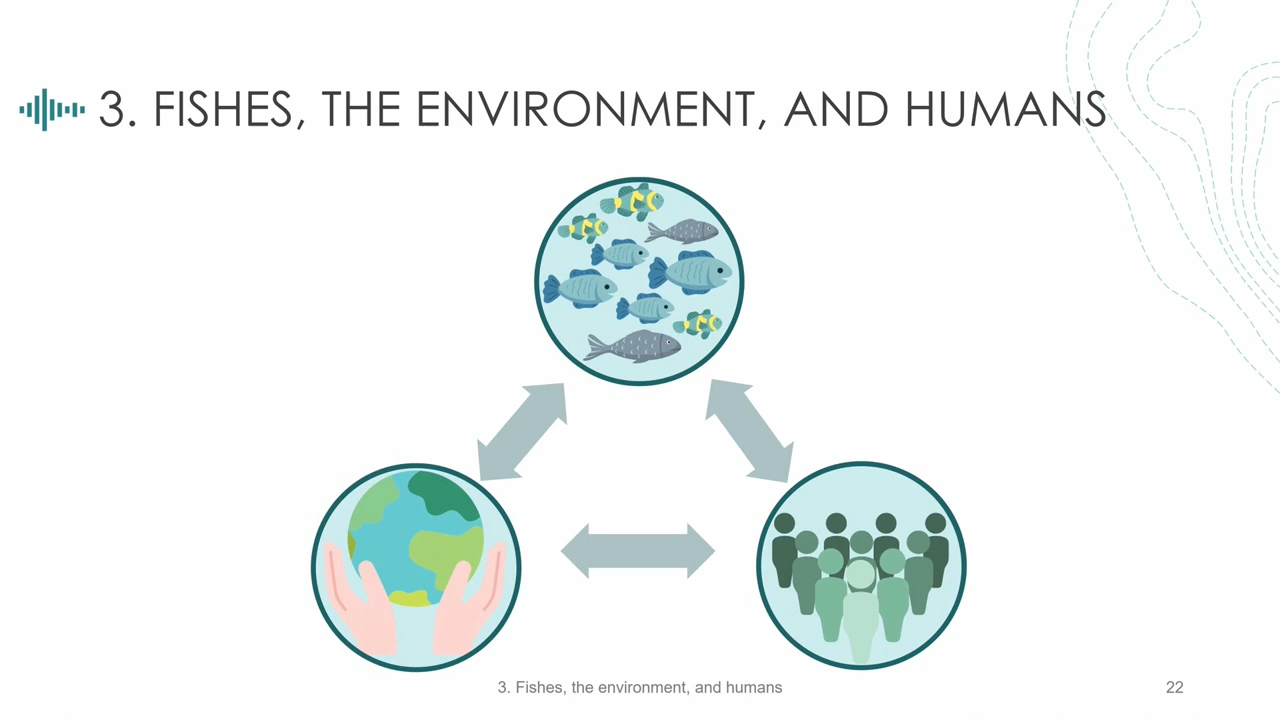 3. FISHES, THE ENVIRONMENT, AND HUMANS
3. Fishes, the environment, and humans
22